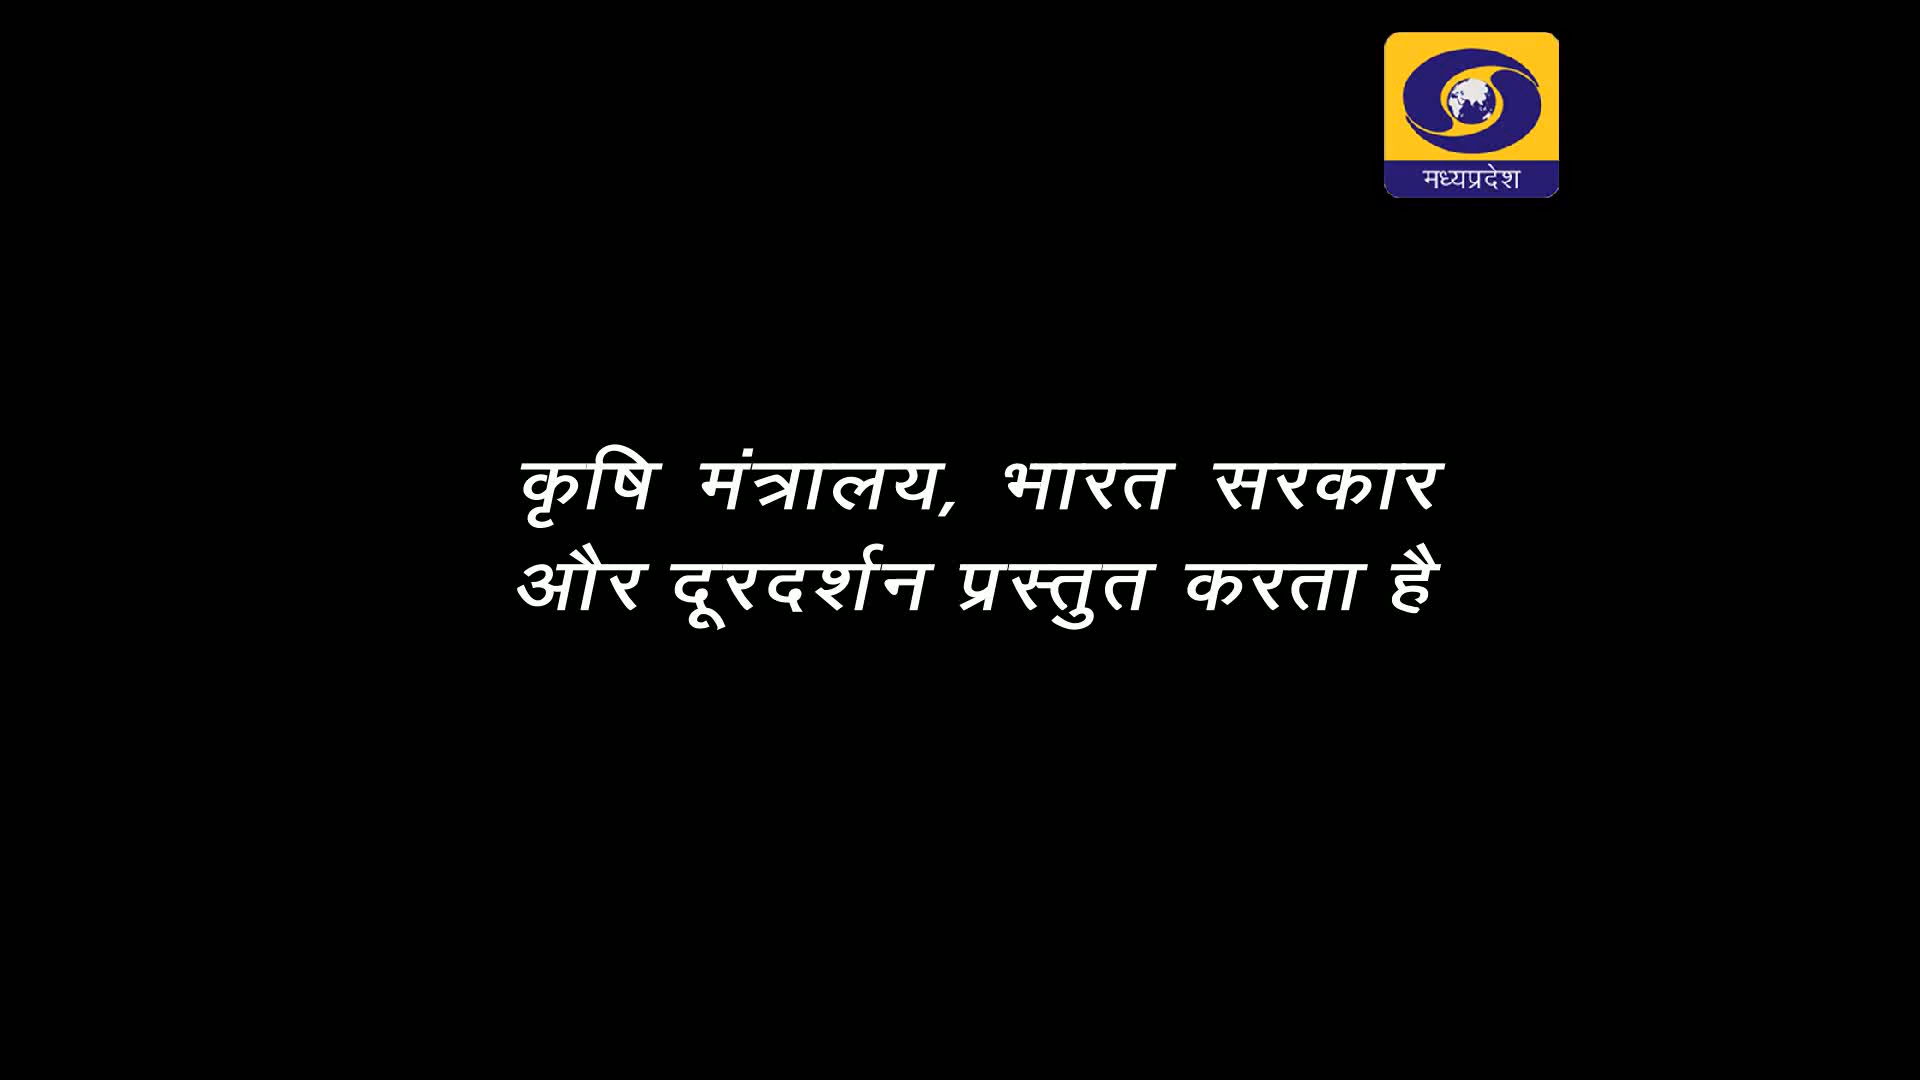 मध्यप्रदेश
कृषि मंत्रालय, भारत सरकार
और दूरदर्शन प्रस्तुत करता है